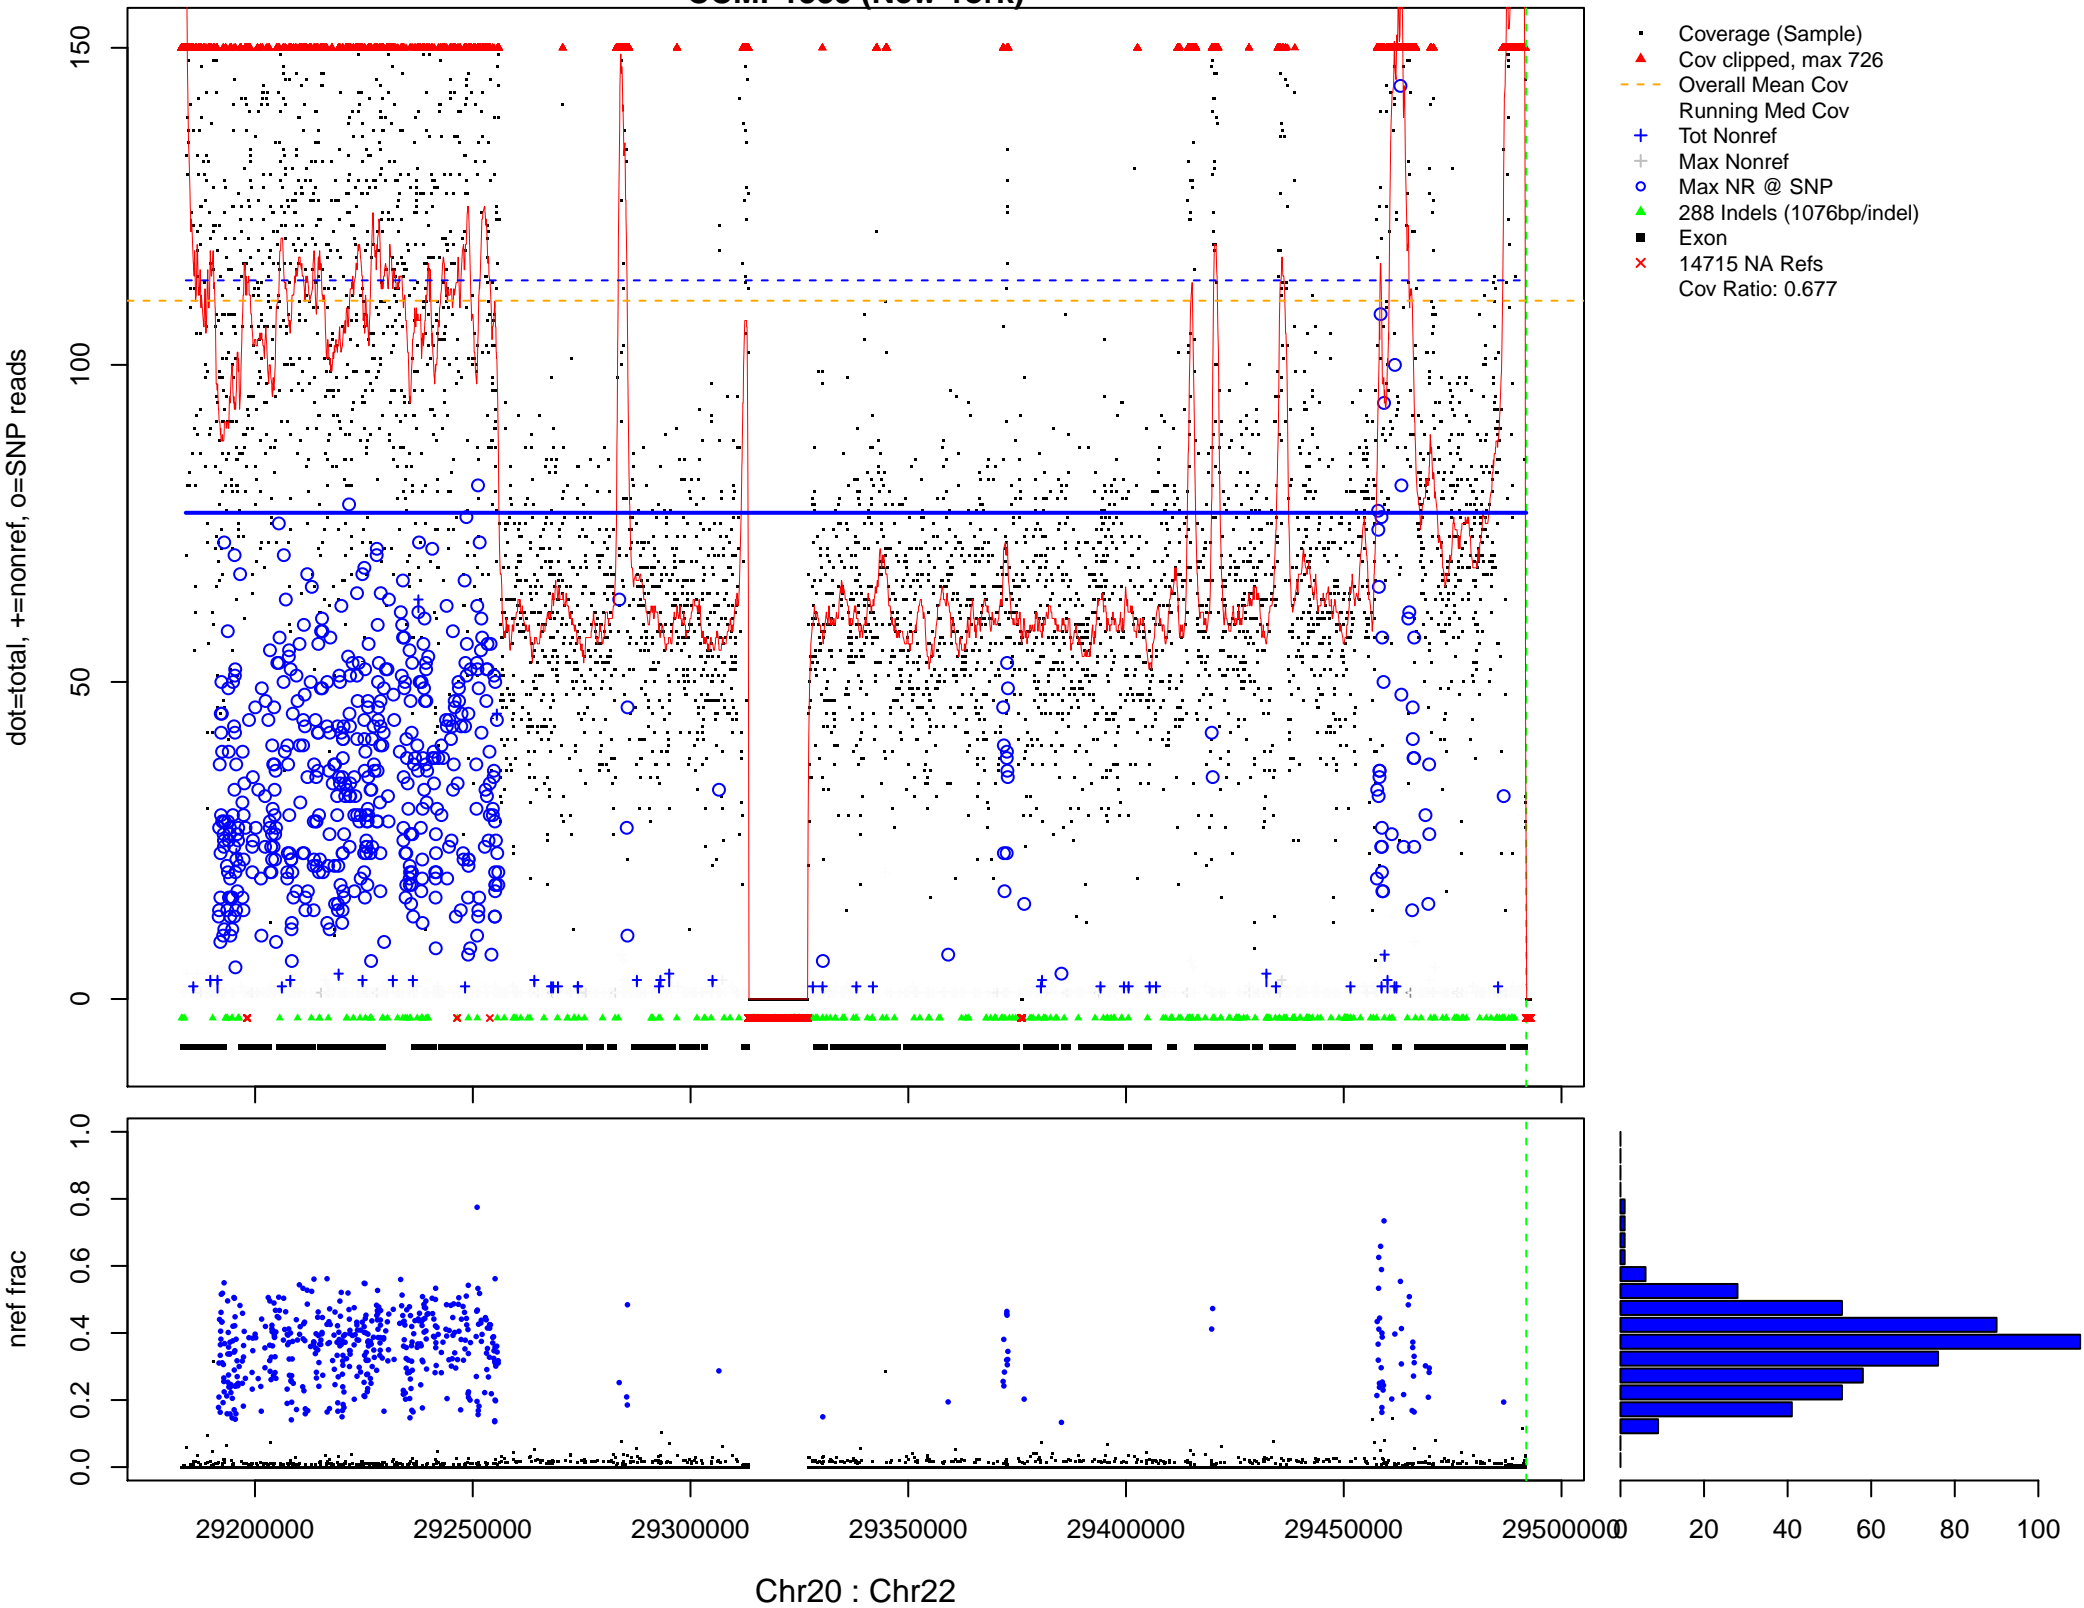 (New York)
150
100
50
0
dot=total, +=nonref, o=SNP reads
Coverage (Sample)
Cov clipped, max 726
Overall Mean Cov
Running Med Cov
Tot Nonref
Max Nonref
Max NR @ SNP
288 Indels (1076bp/indel)
Exon
14715 NA Refs
Cov Ratio: 0.677
1.0
0.8
0.6
0.4
0.2
0.0
nref frac
29200000 29250000 29300000 29350000 29400000 29450000 29500000
0 20 40 60 80 100
Chr20 : Chr22